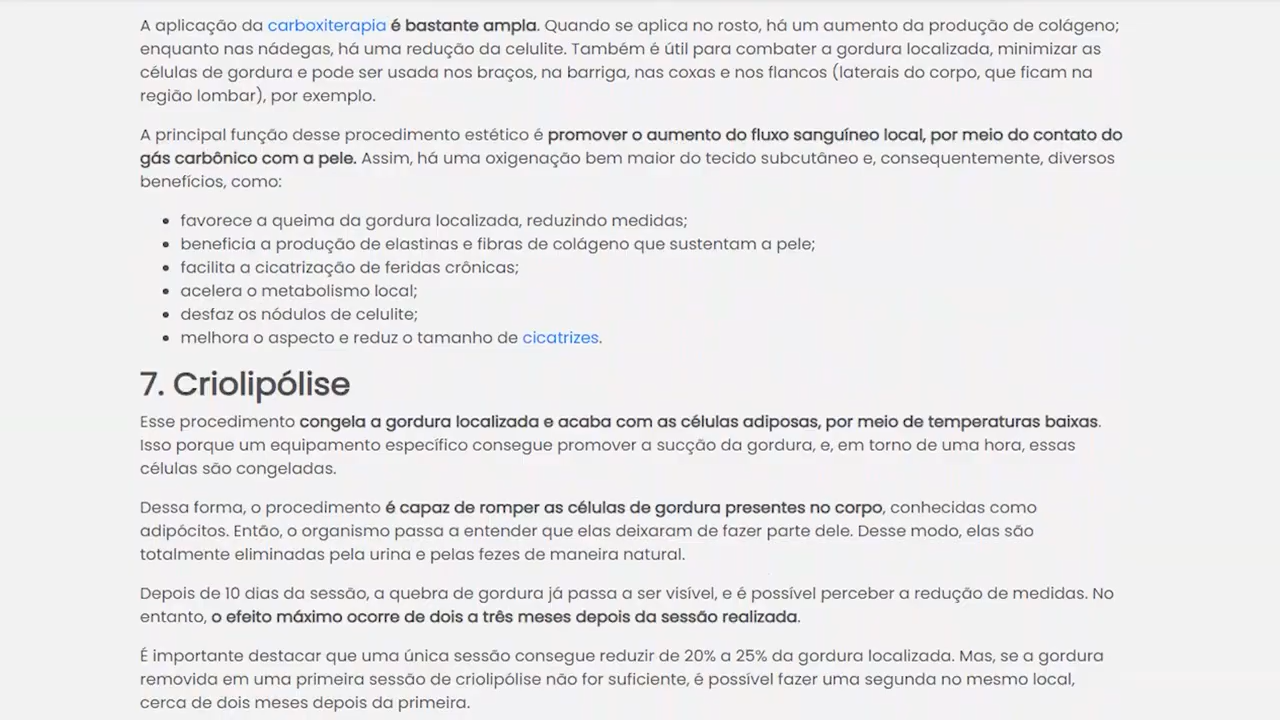 A aplicação da carboxiterapia é bastante ampla. Quando se aplica no rosto, há um aumento da produção de colágeno;
enquanto nas nádegas, há uma redução da celulite. Também é útil para combater a gordura localizada, minimizar as
células de gordura e pode ser usada nos braços, na barriga, nas coxas e nos flancos (laterais do corpo, que ficam na
região lombar), por exemplo.
A principal função desse procedimento estético é promover o aumento do fluxo sanguíneo local, por meio do contato do
gás carbônico com a pele. Assim, há uma oxigenação bem maior do tecido subcutâneo e, consequentemente, diversos
benefícios, como:
• favorece a queima da gordura localizada, reduzindo medidas;
• beneficia a produção de elastinas e fibras de colágeno que sustentam a pele;
• facilita a cicatrização de feridas crônicas;
• acelera o metabolismo local;
• desfaz os nódulos de celulite;
• melhora o aspecto e reduz o tamanho de cicatrizes.
7. Criolipólise
Esse procedimento congela a gordura localizada e acaba com as células adiposas, por meio de temperaturas baixas.
Isso porque um equipamento específico consegue promover a sucção da gordura, e, em torno de uma hora, essas
células são congeladas.
Dessa forma, o procedimento é capaz de romper as células de gordura presentes no corpo, conhecidas como
adipócitos. Então, o organismo passa a entender que elas deixaram de fazer parte dele. Desse modo, elas são
totalmente eliminadas pela urina e pelas fezes de maneira natural.
Depois de 10 dias da sessão, a quebra de gordura já passa a ser visível, e é possível perceber a redução de medidas. No
entanto, o efeito máximo ocorre de dois a três meses depois da sessão realizada.
É importante destacar que uma única sessão consegue reduzir de 20% a 25% da gordura localizada. Mas, se a gordura
removida em uma primeira sessão de criolipólise não for suficiente, é possível fazer uma segunda no mesmo local,
cerca de dois meses depois da primeira.